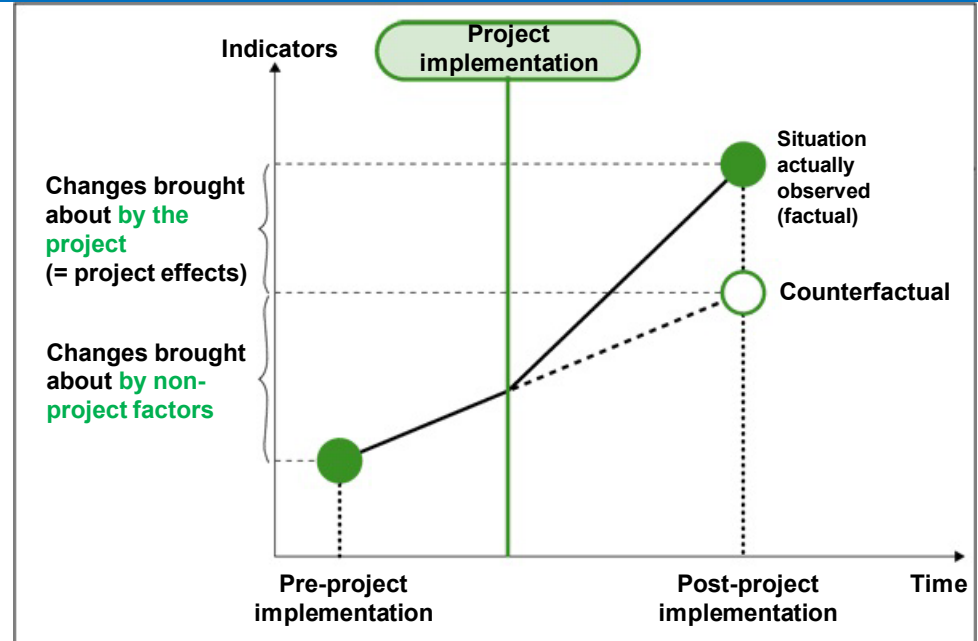 Project
implementation
Indicators
Situation
actually
observed
(factual)
Changes brought
about by the
project
(= project effects)
Counterfactual
Changes brought
about by non-
project factors
Pre-project
implementation
Post-project
implementation
Time